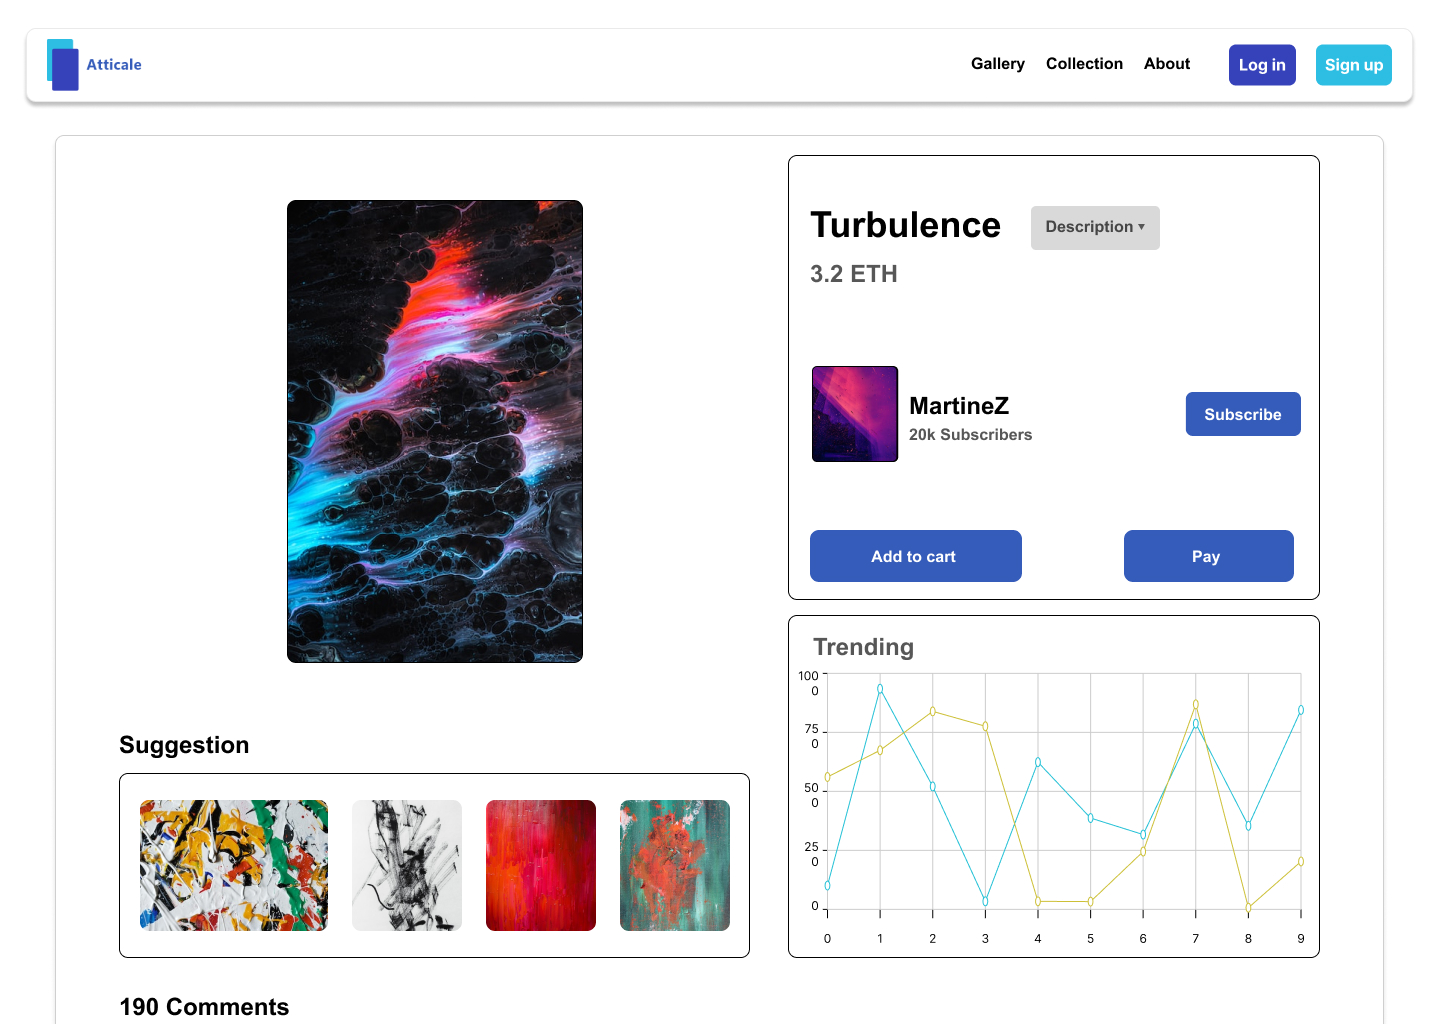 Atticale
Gallery Collection About Log in Sign up
Turbulence
Description ▾
3.2 ETH
MartineZ
20k Subscribers
Subscribe
Add to cart
Pay
Trending
100
0
75
0
50
0
25
0
0
0 1 2 3 4 5 6 7 8 9
Suggestion
190 Comments